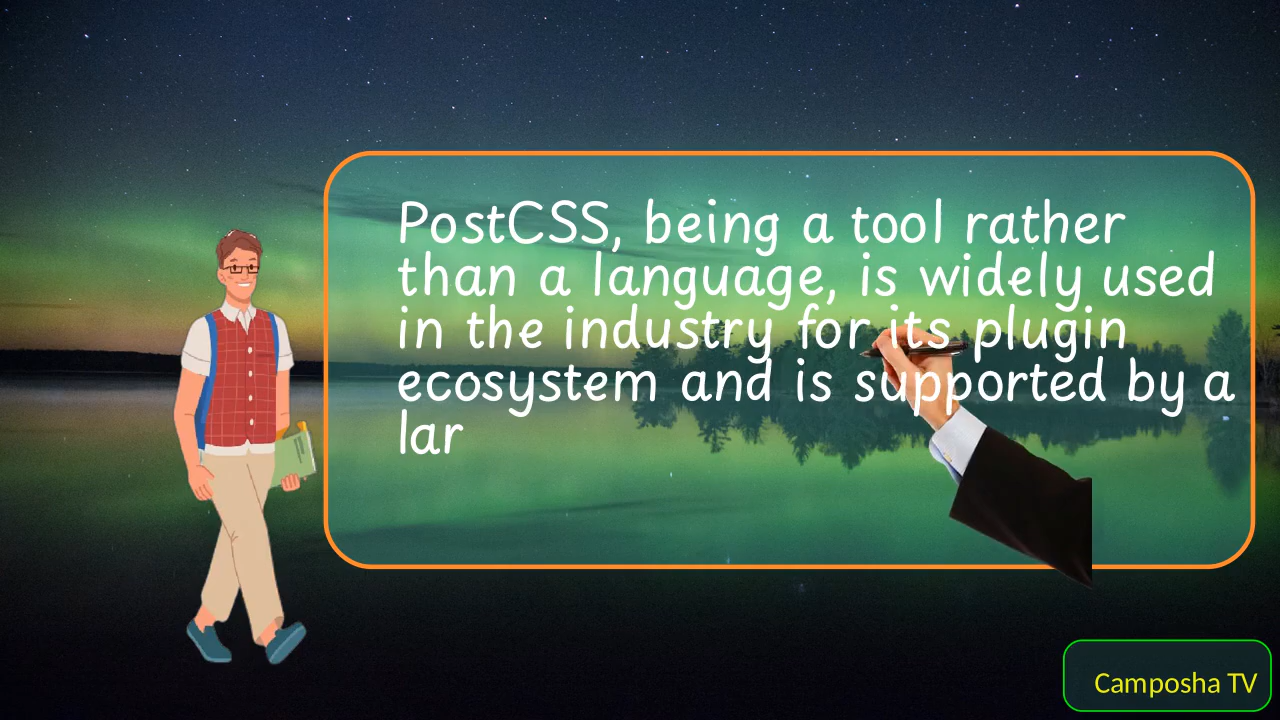 PostCSS, being a tool rather
than a language, is widely used
in the industry for its plugin
ecosystem and is supported by a
lar
Camposha TV